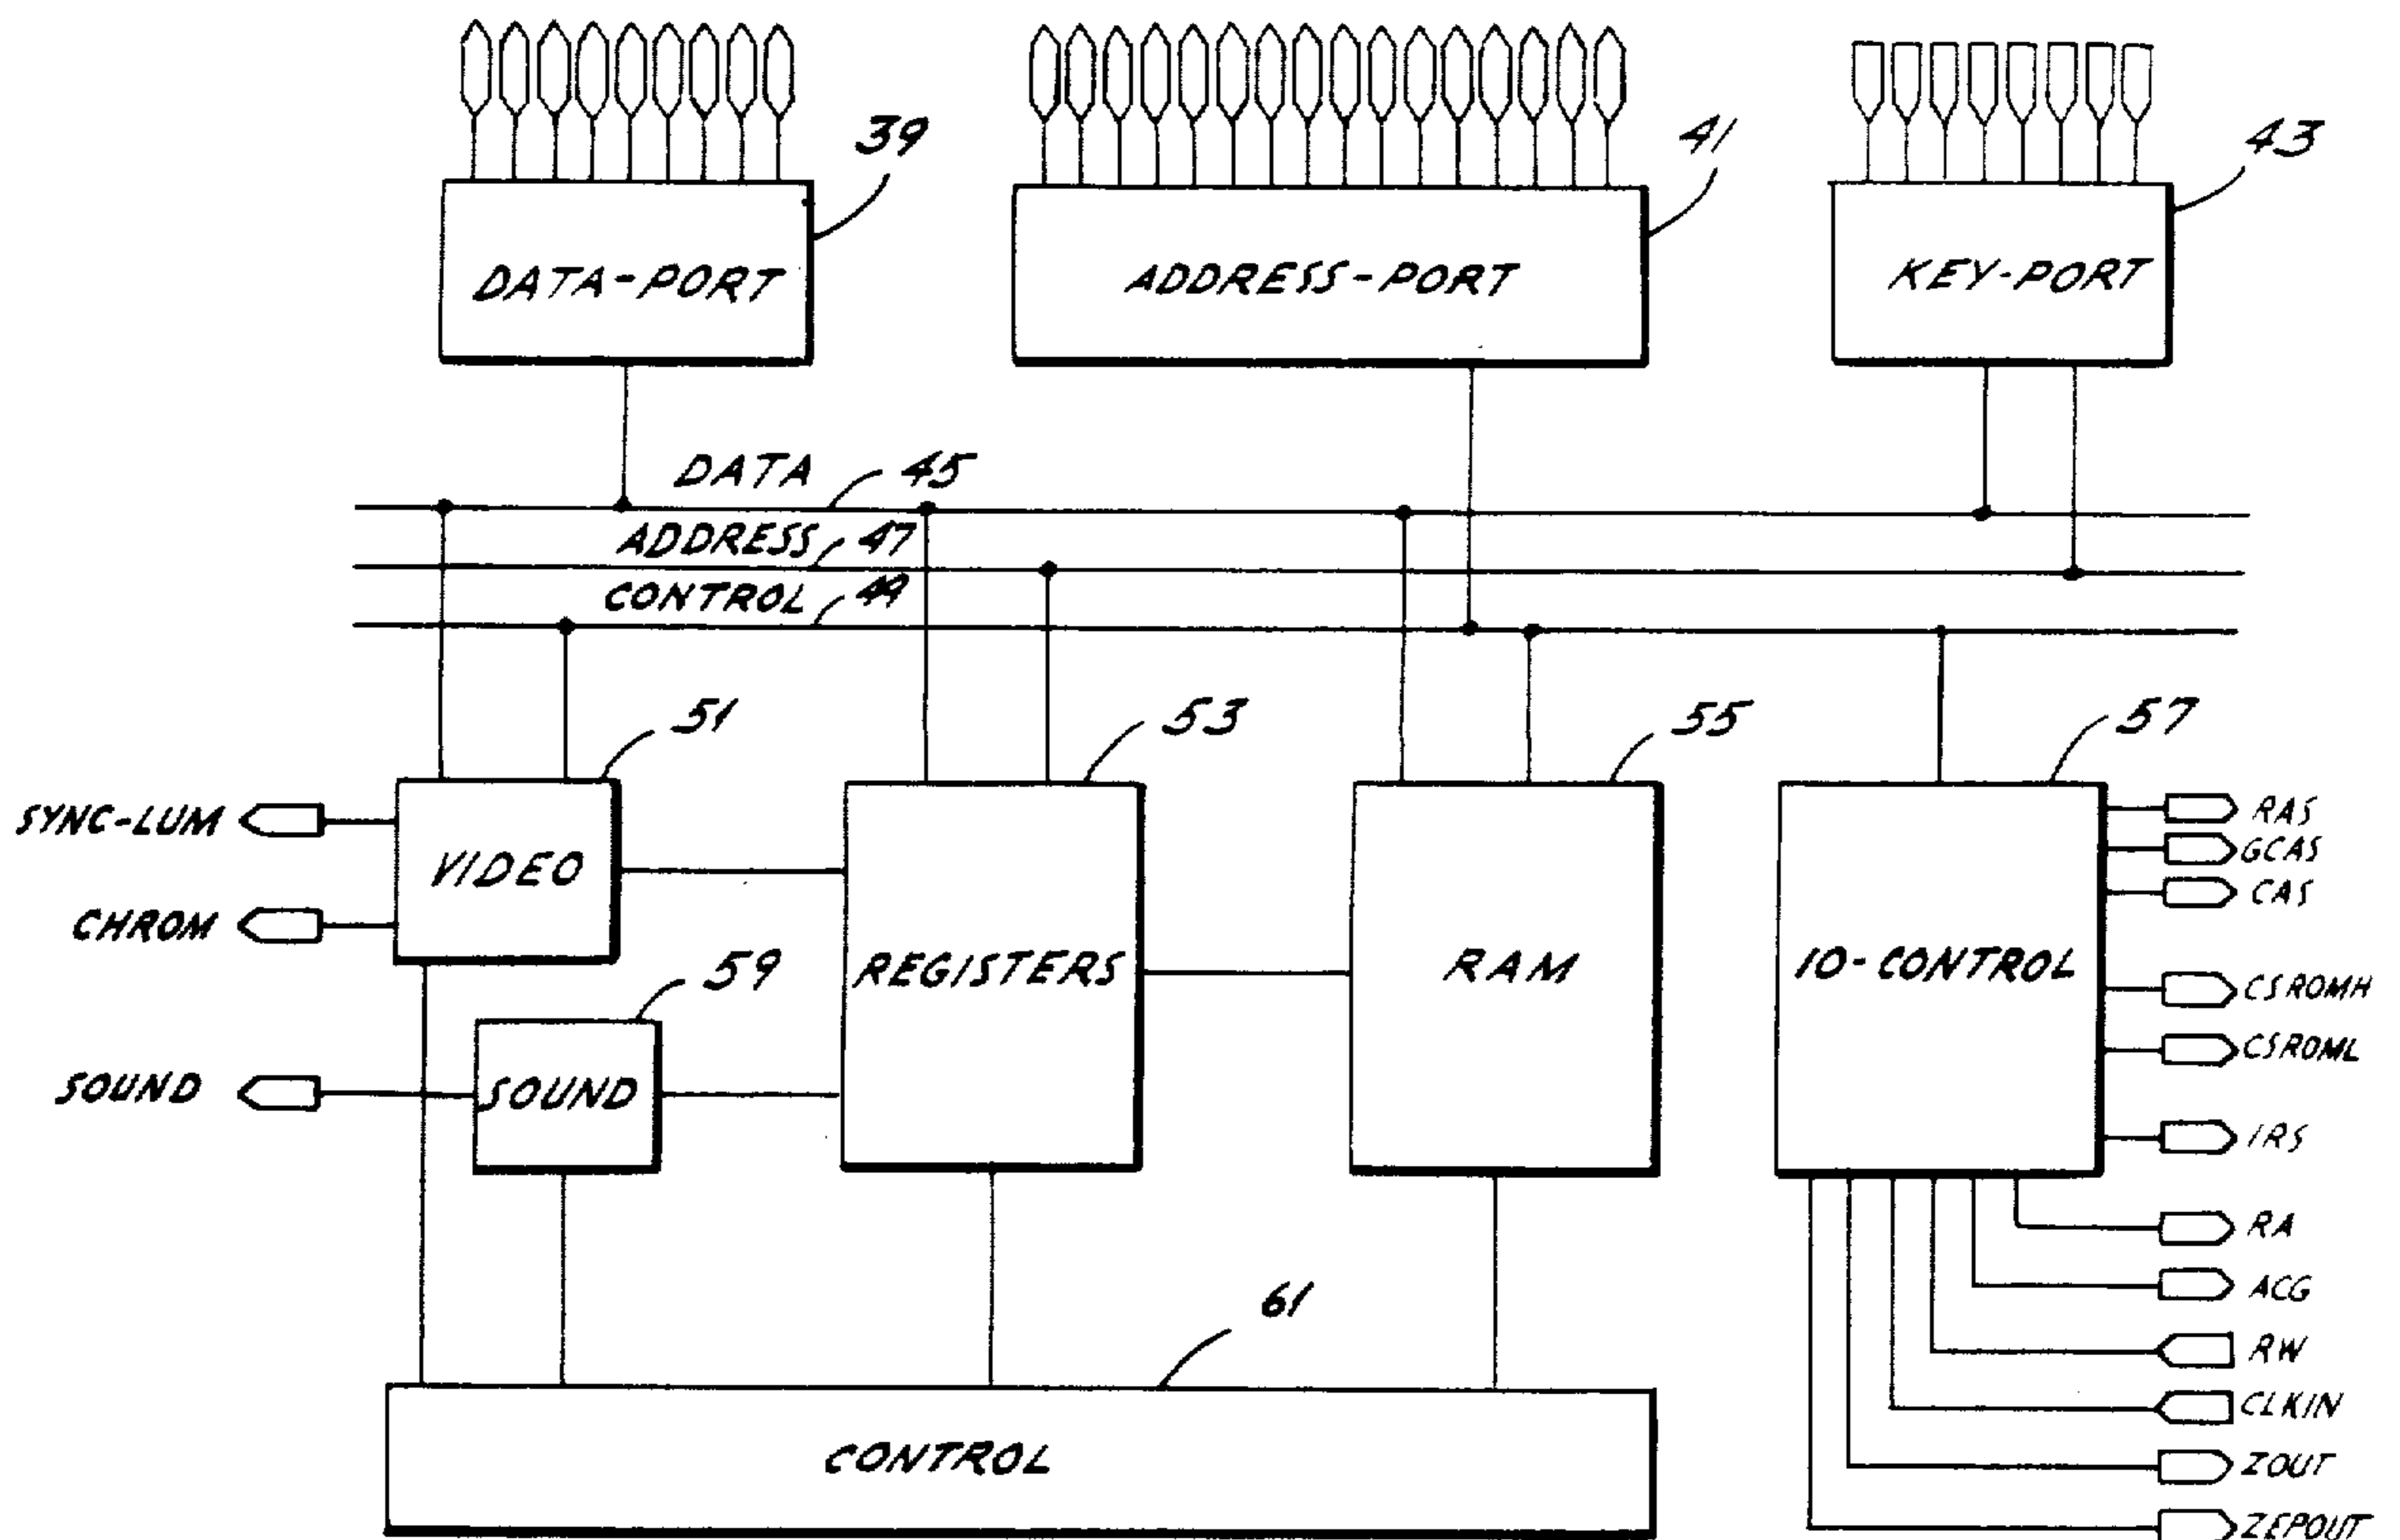 39
41
43
DATA-PORT
ADDRESS-PORT
KEY-PORT
DATA 45
ADDRESS 47
CONTROL 49
51
53
55
57
SYNC-LUM
VIDEO
CHROM
59
REGISTERS
RAM
IO-CONTROL
RAS
GCAS
CAS
CSROMH
CSROML
IRS
SOUND
SOUND
RA
ACG
RW
CLKIN
ZOUT
ZEPOUT
61
CONTROL